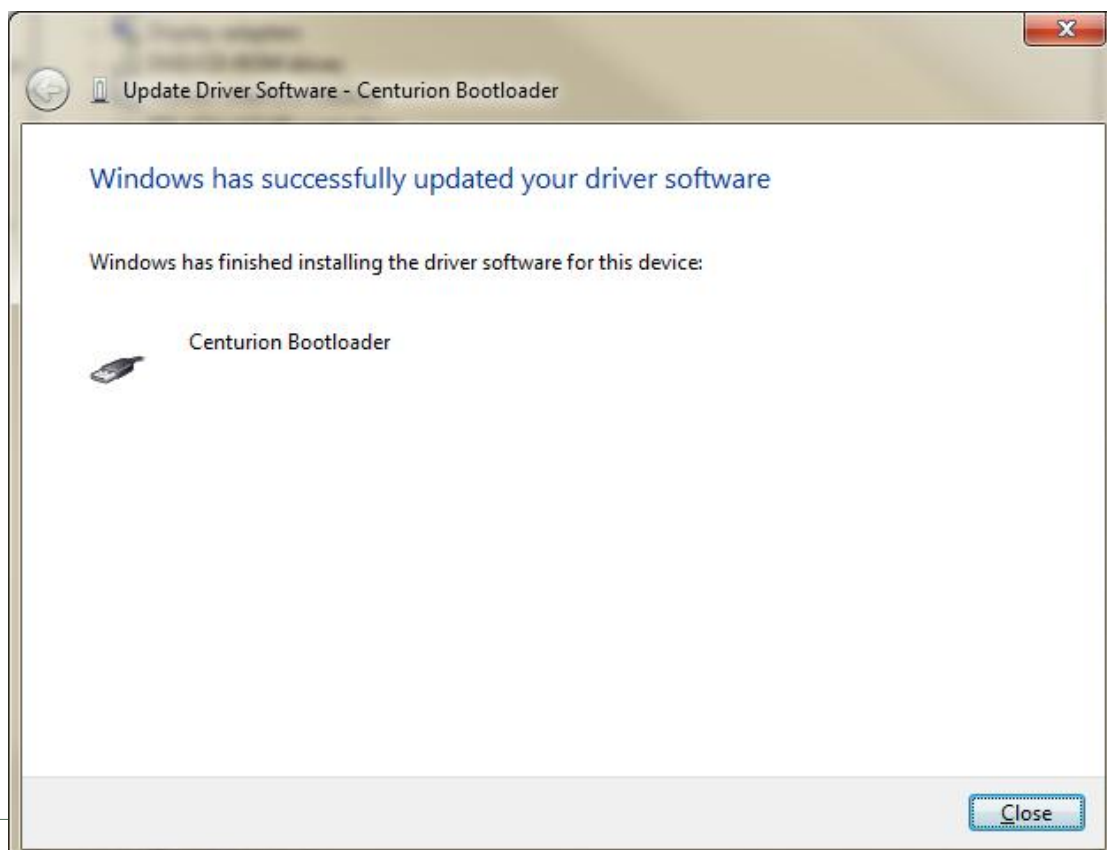 Update Driver Software - Centurion Bootloader
Windows has successfully updated your driver software
Windows has finished installing the driver software for this device:
Centurion Bootloader
Close